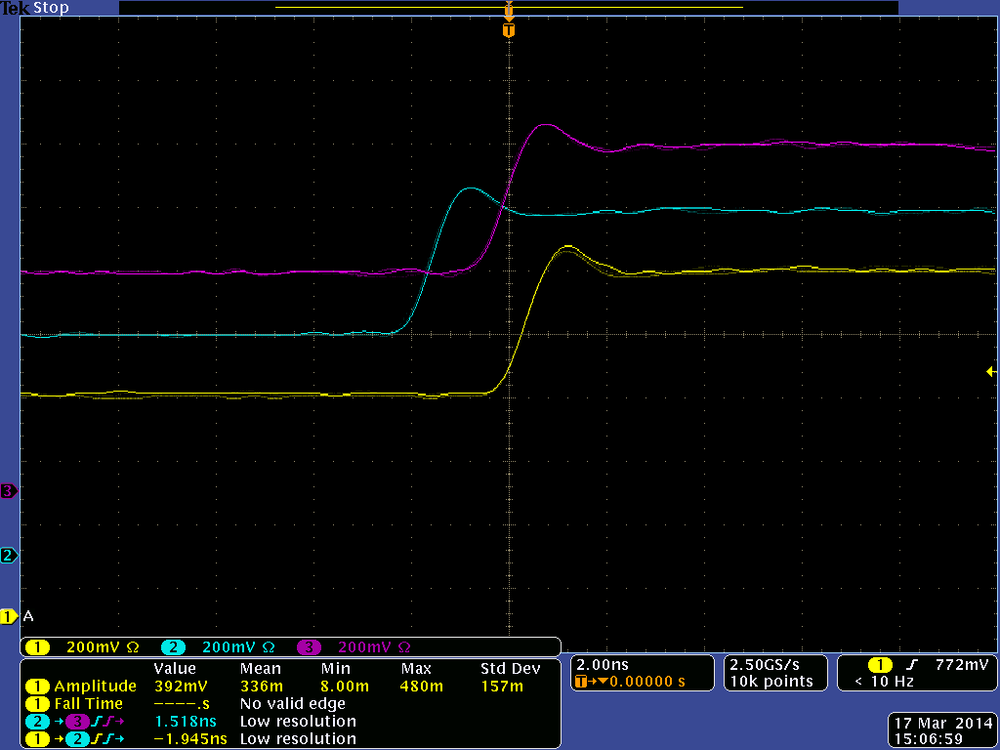 Tek Stop
T
T
3
2
1 A
1 200mV Ω 2 200mV Ω 3 200mV Ω
Value Mean Min Max Std Dev
1 Amplitude 392mV 336m 8.00m 480m 157m
1 Fall Time ----.s No valid edge
2 → 3 1.518ns Low resolution
1 → 2 −1.945ns Low resolution
2.00ns
T→▼0.00000 s
2.50GS/s
10k points
1 772mV
< 10 Hz
17 Mar 2014
15:06:59